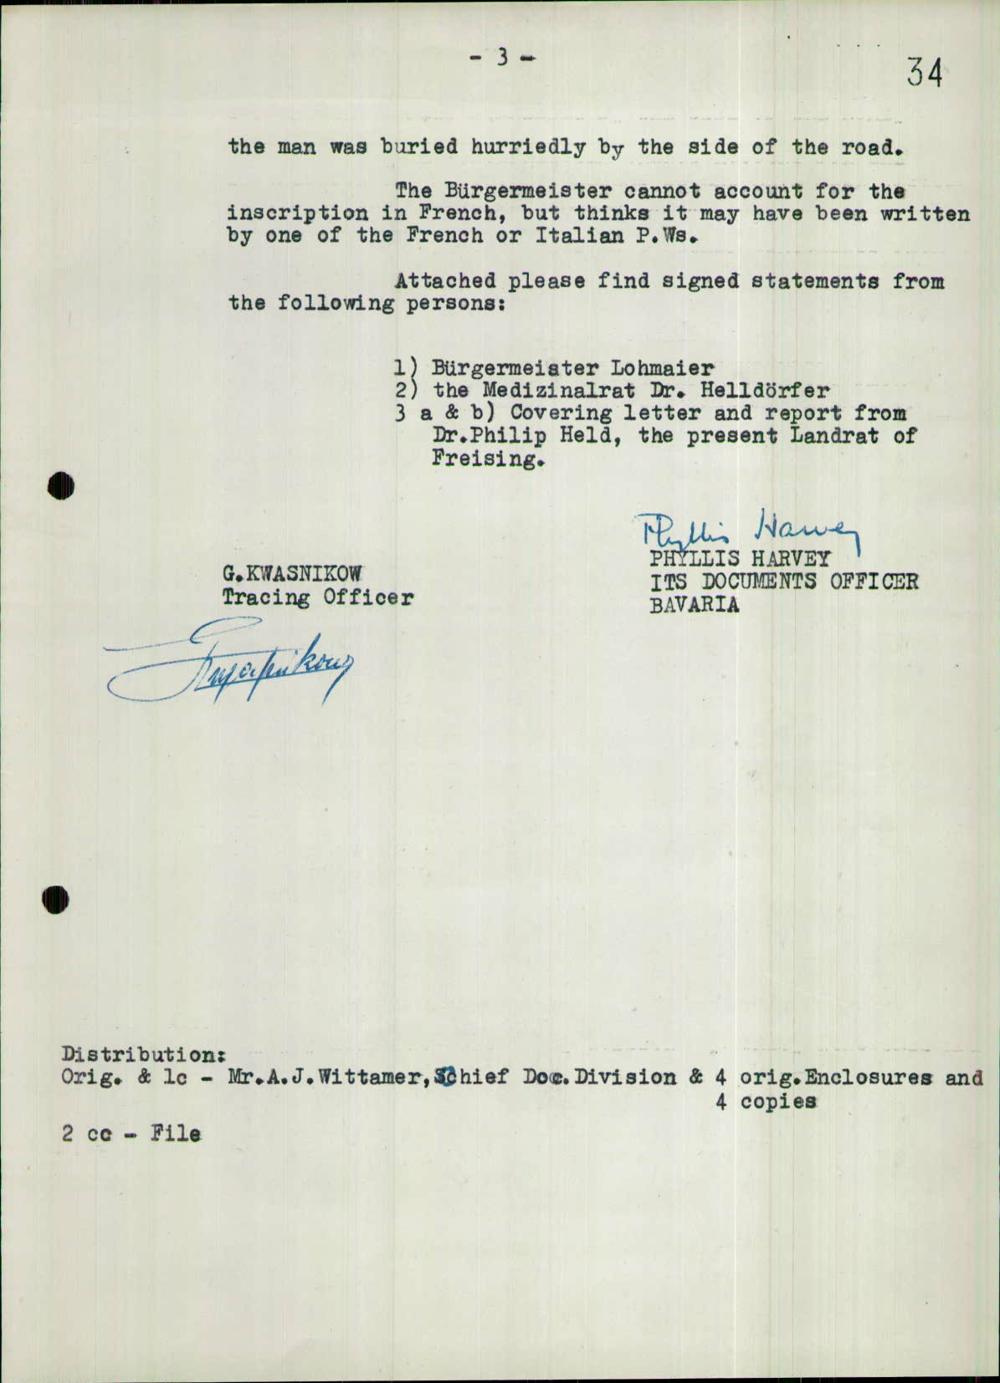 - 3 -
34
the man was buried hurriedly by the side of the road.
The Bürgermeister cannot account for the
inscription in French, but thinks it may have been written
by one of the French or Italian P.Ws.
Attached please find signed statements from
the following persons:
1) Bürgermeister Lohmaier
2) the Medizinalrat Dr. Helldörfer
3 a & b) Covering letter and report from
Dr.Philip Held, the present Landrat of
Freising.
Phyllis Harvey
PHYLLIS HARVEY
ITS DOCUMENTS OFFICER
BAVARIA
G.KWASNIKOW
Tracing Officer
Distribution:
Orig. & 1c - Mr.A.J.Wittamer, Chief Doc.Division & 4 orig.Enclosures and
4 copies
2 cc - File